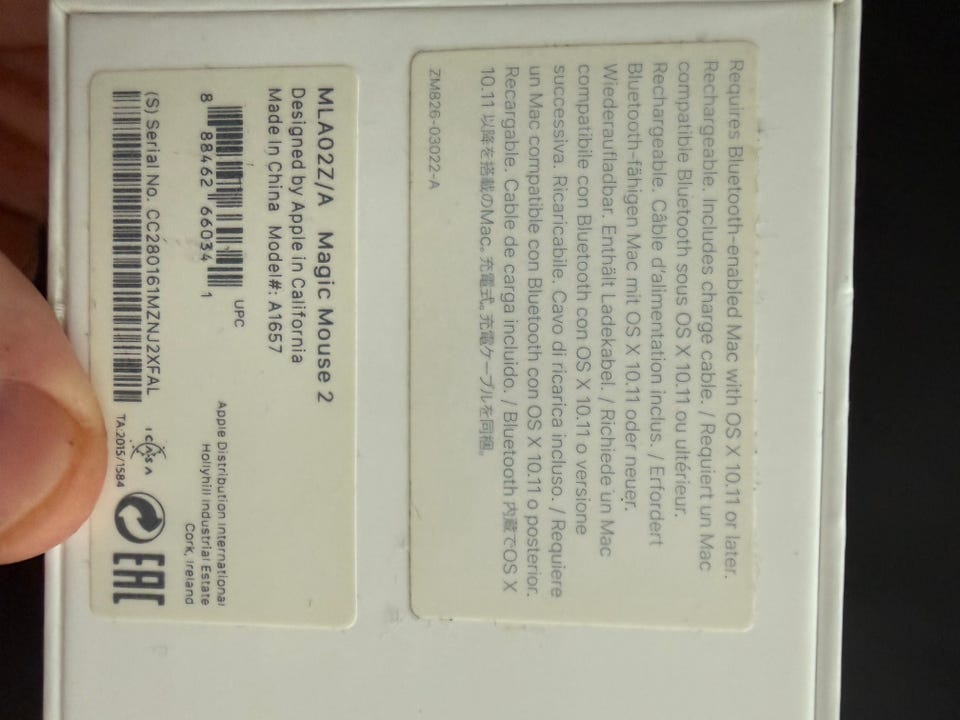 Requires Bluetooth-enabled Mac with OS X 10.11 or later.
Rechargeable. Includes charge cable. / Requiert un Mac
compatible Bluetooth sous OS X 10.11 ou ultérieur.
Rechargeable. Câble d'alimentation inclus. / Erfordert
Bluetooth-fähigen Mac mit OS X 10.11 oder neuer.
Wiederaufladbar. Enthält Ladekabel. / Richiede un Mac
compatibile con Bluetooth con OS X 10.11 o versione
successiva. Ricaricabile. Cavo di ricarica incluso. / Requiere
un Mac compatible con Bluetooth con OS X 10.11 o posterior.
Recargable. Cable de carga incluido. / Bluetooth 内蔵でOS X
10.11 以降を搭載のMac。充電式。充電ケーブルを同梱。
ZM826-03022-A
MLA02Z/A Magic Mouse 2
Designed by Apple in California
Made in China Model#: A1657
UPC
8 88462 66034 1
Apple Distribution International
Hollyhill Industrial Estate
Cork, Ireland
(S) Serial No. CC280161MZNJ2XFAL
ICASA
TA-2015/1584
EAC